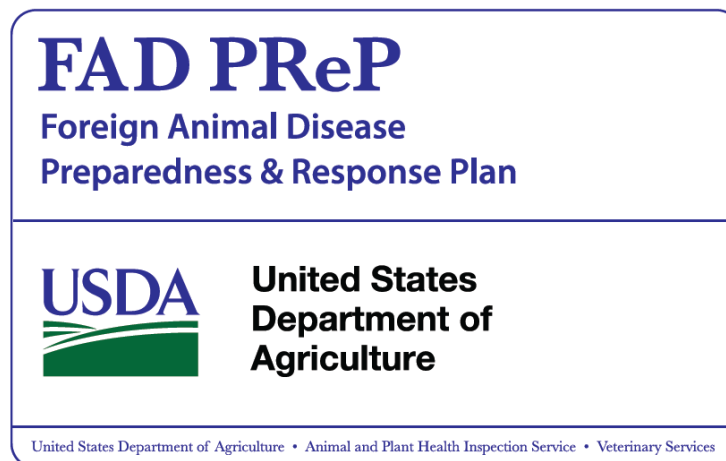 FAD PReP
Foreign Animal Disease
Preparedness & Response Plan
USDA
United States
Department of
Agriculture
United States Department of Agriculture • Animal and Plant Health Inspection Service • Veterinary Services